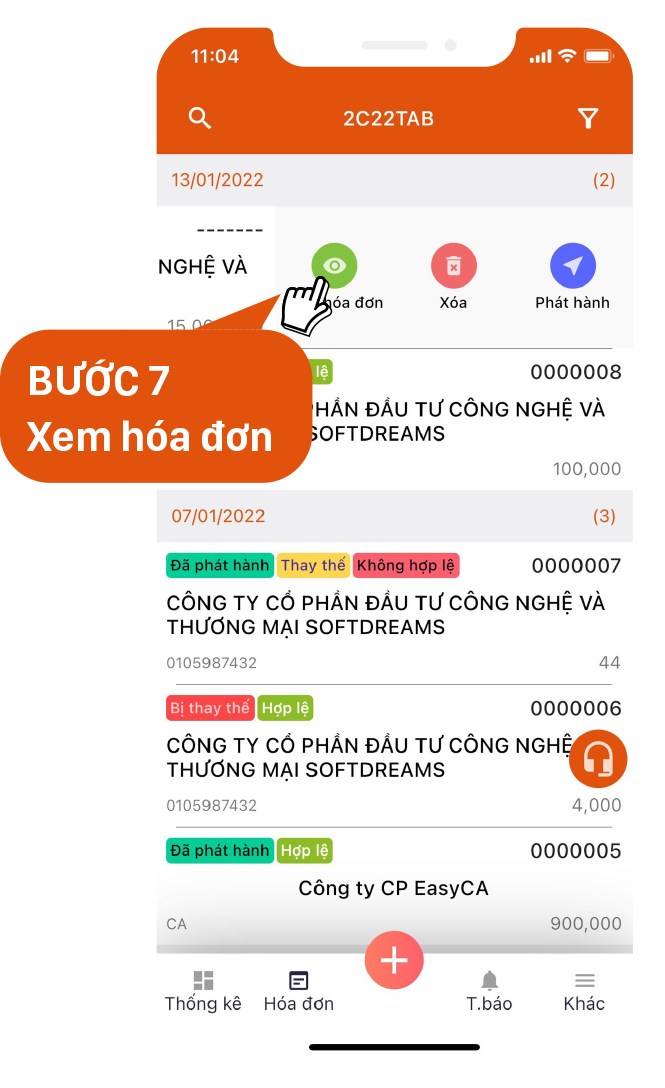 11:04
2C22TAB
13/01/2022 (2)
-------
NGHỆ VÀ
hóa đơn Xóa Phát hành
BƯỚC 7
Xem hóa đơn
lệ 0000008
PHẦN ĐẦU TƯ CÔNG NGHỆ VÀ
SOFTDREAMS
100,000
07/01/2022 (3)
Đã phát hành Thay thế Không hợp lệ 0000007
CÔNG TY CỔ PHẦN ĐẦU TƯ CÔNG NGHỆ VÀ
THƯƠNG MẠI SOFTDREAMS
0105987432 44
Bị thay thế Hợp lệ 0000006
CÔNG TY CỔ PHẦN ĐẦU TƯ CÔNG NGHỆ
THƯƠNG MẠI SOFTDREAMS
0105987432 4,000
Đã phát hành Hợp lệ 0000005
Công ty CP EasyCA
CA 900,000
Thống kê Hóa đơn T.báo Khác